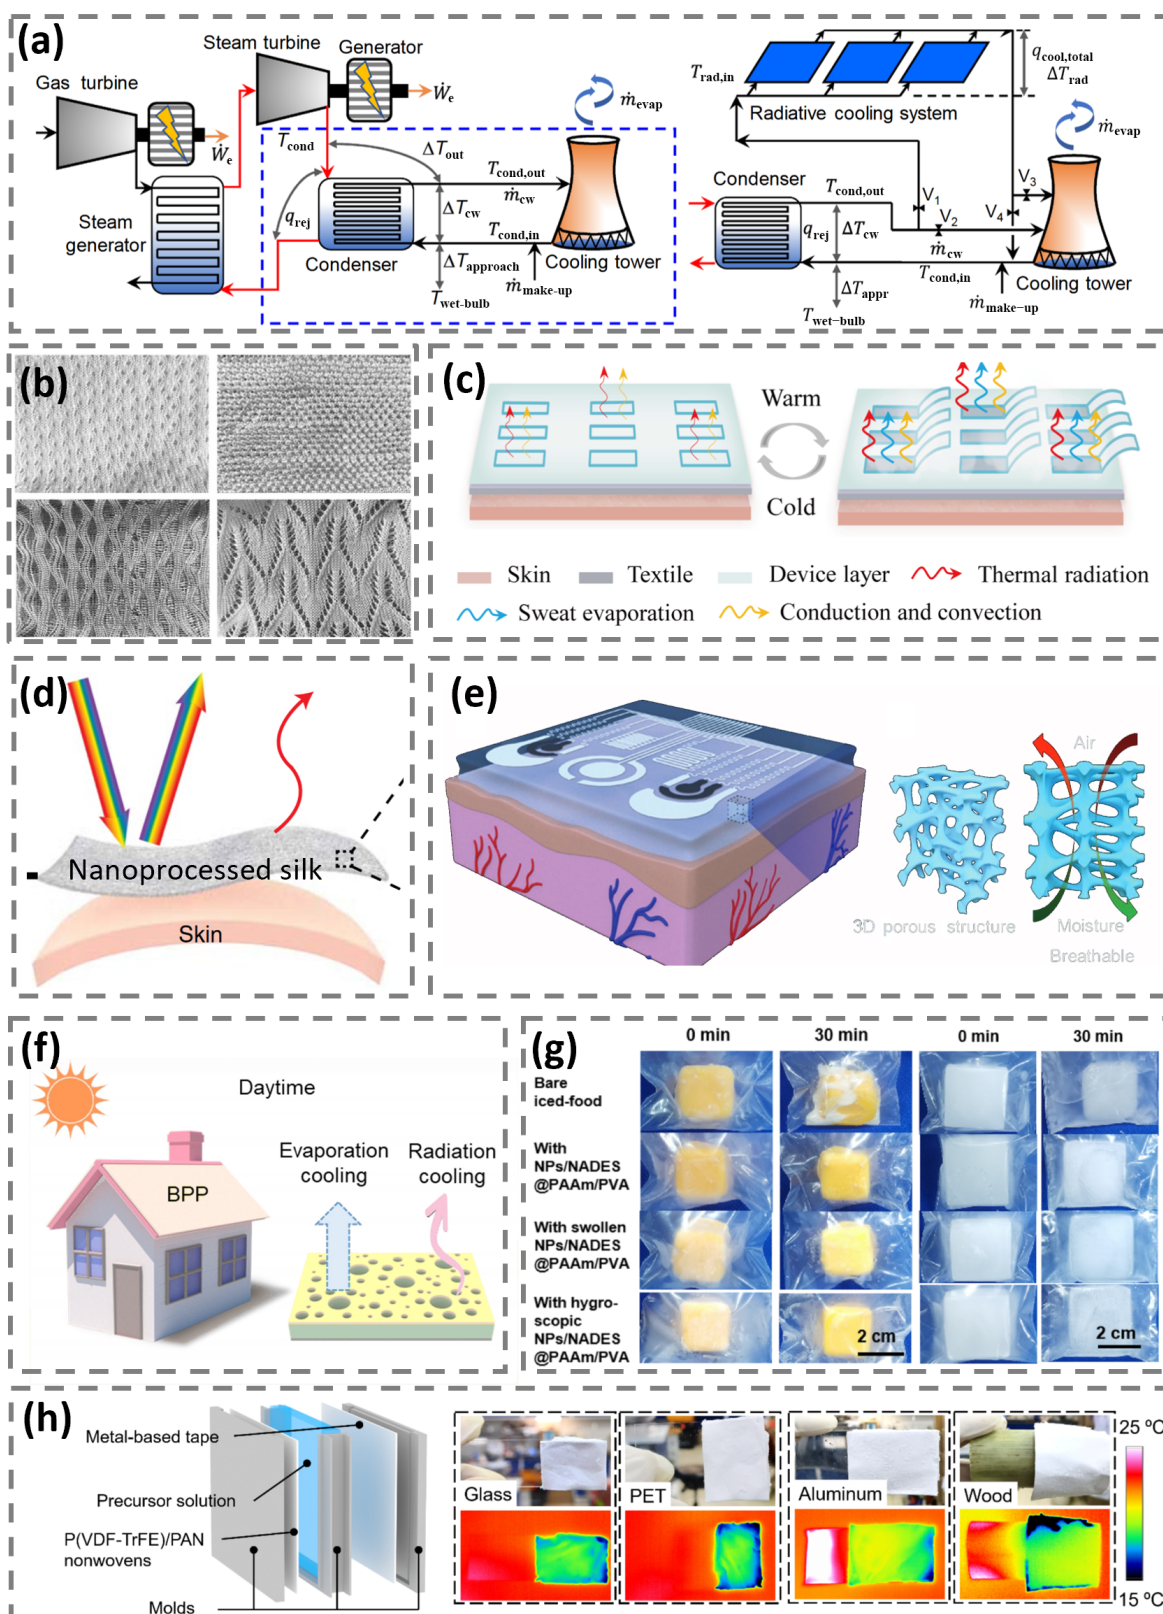 (a)
Gas turbine
Ẇe
Steam turbine
Generator
Ẇe
Steam
generator
Tcond
ΔTout
qrej
Tcond,out
ṁcw
ΔTcw
Tcond,in
Condenser
ΔTapproach
Twet-bulb
ṁmake-up
Cooling tower
ṁevap
Trad,in
Radiative cooling system
qcool,total
ΔTrad
ṁevap
Condenser
Tcond,out
V1
V2
V3
V4
qrej
ΔTcw
ṁcw
Tcond,in
ΔTappr
Twet−bulb
ṁmake−up
Cooling tower
(b)
(c)
Warm
Cold
Skin
Textile
Device layer
Thermal radiation
Sweat evaporation
Conduction and convection
(d)
Nanoprocessed silk
Skin
(e)
Air
3D porous structure
Moisture
Breathable
(f)
Daytime
BPP
Evaporation
cooling
Radiation
cooling
(g)
0 min
30 min
0 min
30 min
Bare
iced-food
With
NPs/NADES
@PAAm/PVA
With swollen
NPs/NADES
@PAAm/PVA
With hygro-
scopic
NPs/NADES
@PAAm/PVA
2 cm
2 cm
(h)
Metal-based tape
Precursor solution
P(VDF-TrFE)/PAN
nonwovens
Molds
Glass
PET
Aluminum
Wood
25 ºC
15 ºC